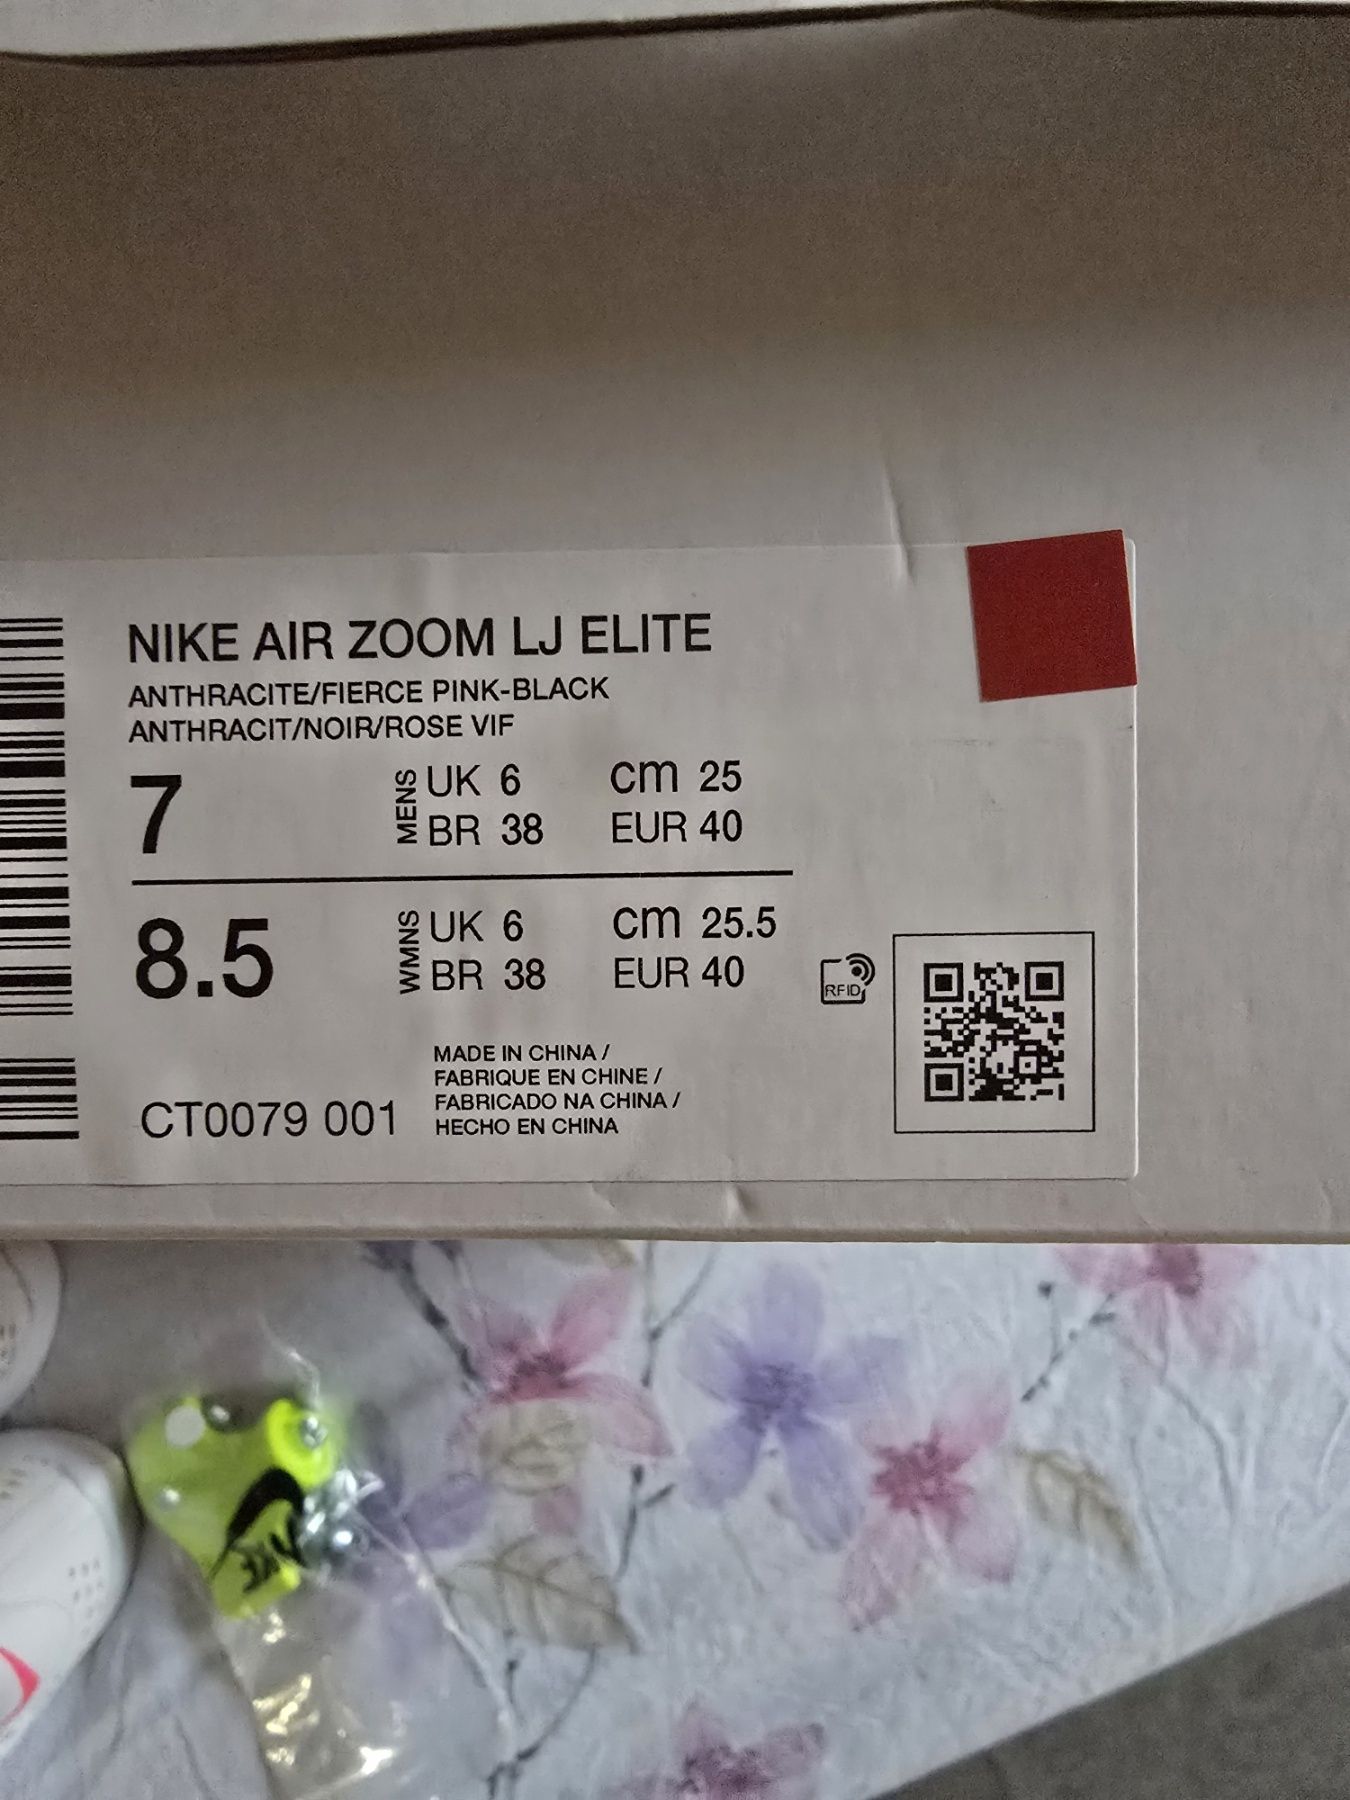 NIKE AIR ZOOM LJ ELITE
ANTHRACITE/FIERCE PINK-BLACK
ANTHRACIT/NOIR/ROSE VIF
7 MENS UK 6 cm 25
BR 38 EUR 40
8.5 WMNS UK 6 cm 25.5
BR 38 EUR 40
RFID
MADE IN CHINA /
FABRIQUE EN CHINE /
FABRICADO NA CHINA /
HECHO EN CHINA
CT0079 001
NIKE